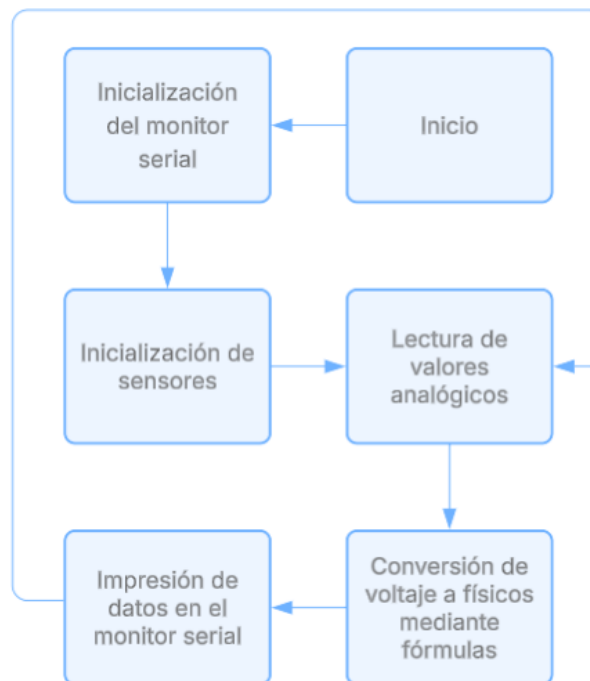 Inicialización
del monitor
serial
Inicio
Inicialización de
sensores
Lectura de
valores
analógicos
Impresión de
datos en el
monitor serial
Conversión de
voltaje a físicos
mediante
fórmulas